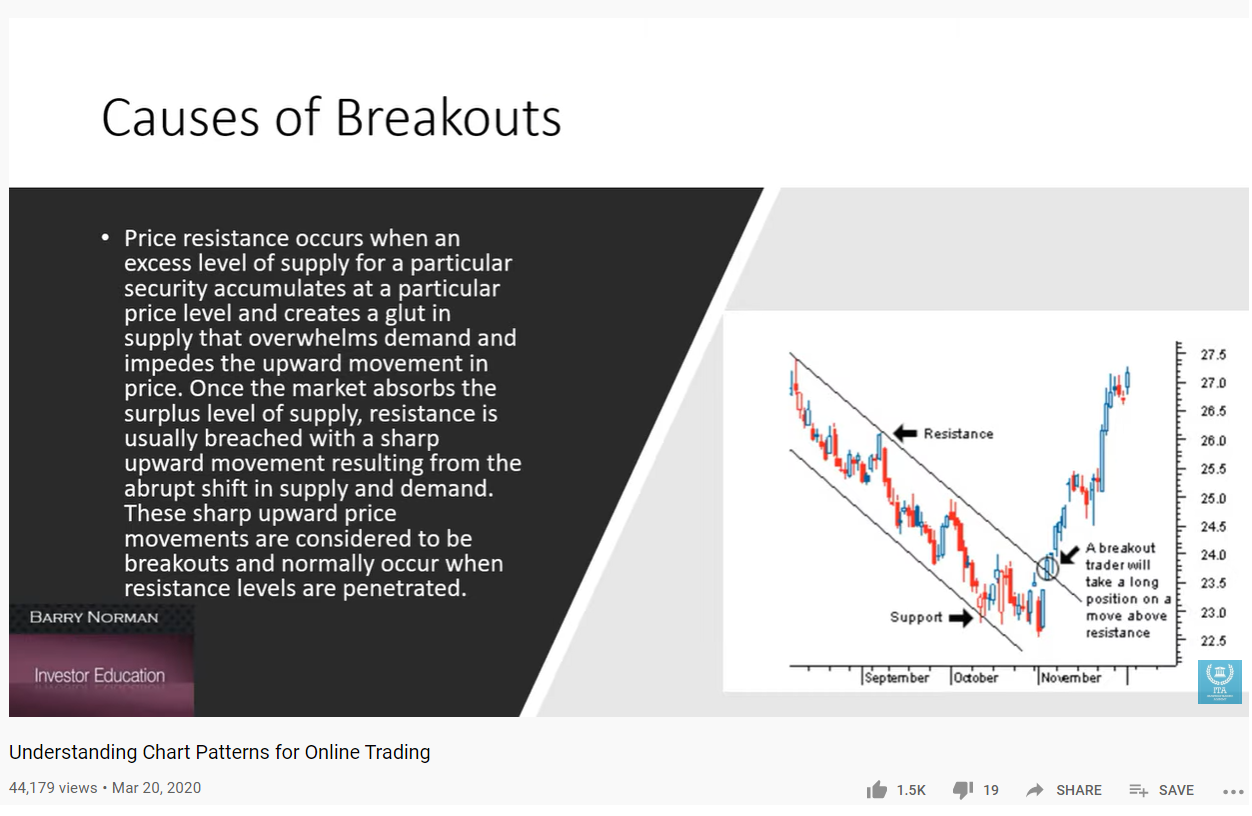 Causes of Breakouts
• Price resistance occurs when an
excess level of supply for a particular
security accumulates at a particular
price level and creates a glut in
supply that overwhelms demand and
impedes the upward movement in
price. Once the market absorbs the
surplus level of supply, resistance is
usually breached with a sharp
upward movement resulting from the
abrupt shift in supply and demand.
These sharp upward price
movements are considered to be
breakouts and normally occur when
resistance levels are penetrated.
BARRY NORMAN
Investor Education
Resistance
Support
A breakout
trader will
take a long
position on a
move above
resistance
27.5
27.0
26.5
26.0
25.5
25.0
24.5
24.0
23.5
23.0
22.5
September October November
ITA
Understanding Chart Patterns for Online Trading
44,179 views • Mar 20, 2020
1.5K 19 SHARE SAVE